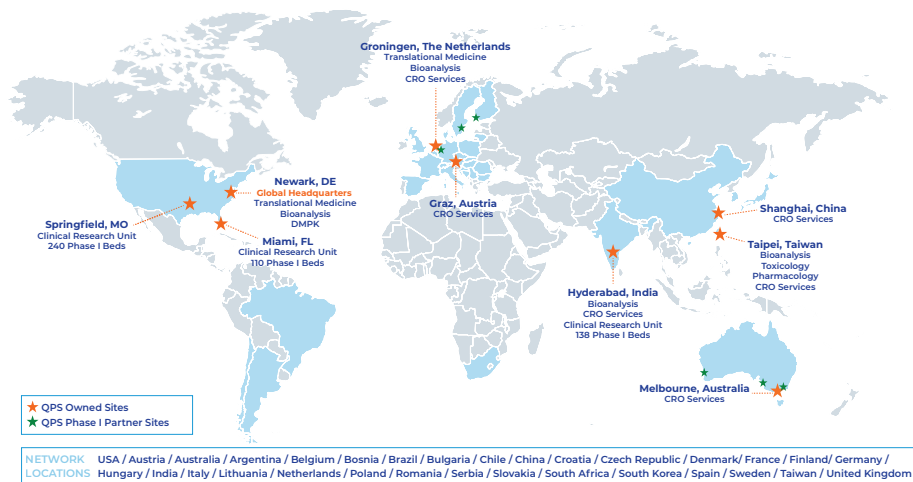 Groningen, The Netherlands
Translational Medicine
Bioanalysis
CRO Services
Newark, DE
Global Headquarters
Translational Medicine
Bioanalysis
DMPK
Springfield, MO
Clinical Research Unit
240 Phase I Beds
Miami, FL
Clinical Research Unit
110 Phase I Beds
Graz, Austria
CRO Services
Shanghai, China
CRO Services
Taipei, Taiwan
Bioanalysis
Toxicology
Pharmacology
CRO Services
Hyderabad, India
Bioanalysis
CRO Services
Clinical Research Unit
138 Phase I Beds
Melbourne, Australia
CRO Services
QPS Owned Sites
QPS Phase I Partner Sites
NETWORK LOCATIONS
USA / Austria / Australia / Argentina / Belgium / Bosnia / Brazil / Bulgaria / Chile / China / Croatia / Czech Republic / Denmark/ France / Finland/ Germany /
Hungary / India / Italy / Lithuania / Netherlands / Poland / Romania / Serbia / Slovakia / South Africa / South Korea / Spain / Sweden / Taiwan / United Kingdom